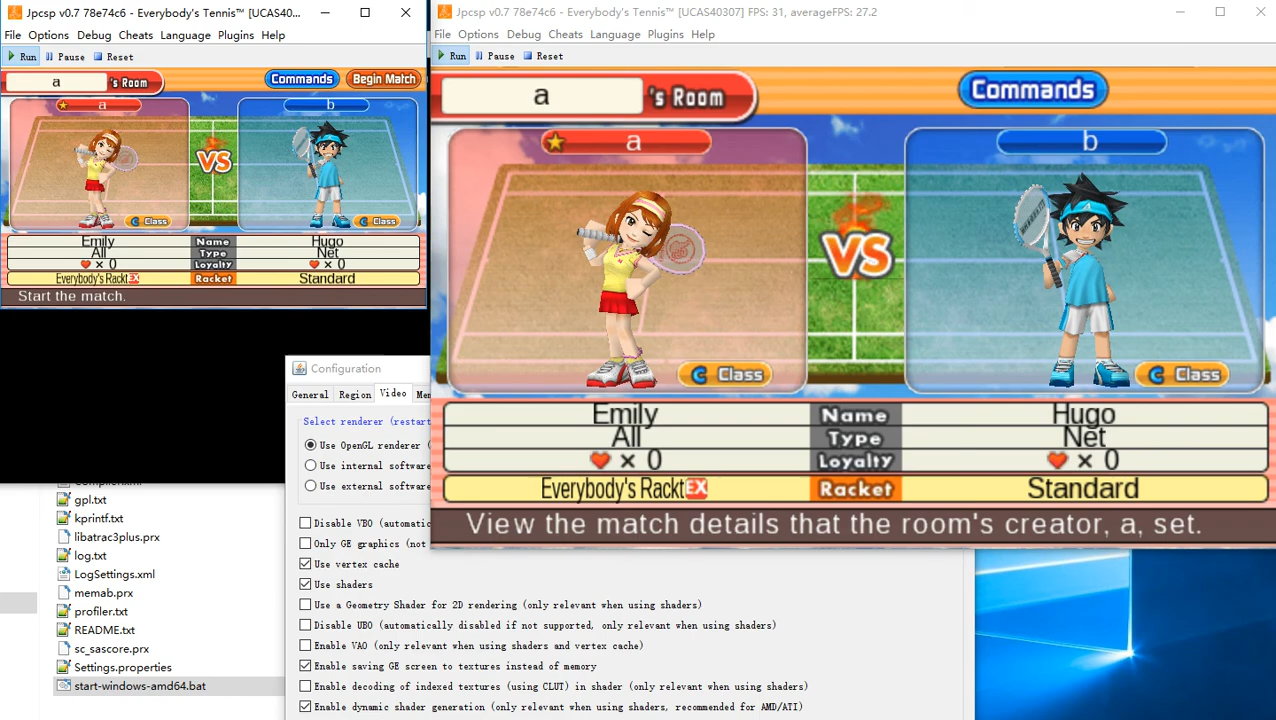 Jpcsp v0.7 78e74c6 - Everybody's Tennis™ [UCAS40...
File Options Debug Cheats Language Plugins Help
Run Pause Reset
a 's Room Commands Begin Match
a b
VS
Class Class
Emily Name Hugo
All Type Net
× 0 Loyalty × 0
Everybody's Rackt EX Racket Standard
Start the match.
Jpcsp v0.7 78e74c6 - Everybody's Tennis™ [UCAS40307] FPS: 31, averageFPS: 27.2
File Options Debug Cheats Language Plugins Help
Run Pause Reset
a 's Room Commands
a b
VS
Class Class
Emily Name Hugo
All Type Net
× 0 Loyalty × 0
Everybody's Rackt EX Racket Standard
View the match details that the room's creator, a, set.
gpl.txt
kprintf.txt
libatrac3plus.prx
log.txt
LogSettings.xml
memab.prx
profiler.txt
README.txt
sc_sascore.prx
Settings.properties
start-windows-amd64.bat
Configuration
General Region Video Me
Select renderer (restart
Use OpenGL renderer (
Use internal software
Use external software
Disable VBO (automatic
Only GE graphics (not
Use vertex cache
Use shaders
Use a Geometry Shader for 2D rendering (only relevant when using shaders)
Disable UBO (automatically disabled if not supported, only relevant when using shaders)
Enable VAO (only relevant when using shaders and vertex cache)
Enable saving GE screen to textures instead of memory
Enable decoding of indexed textures (using CLUT) in shader (only relevant when using shaders)
Enable dynamic shader generation (only relevant when using shaders, recommended for AMD/ATI)